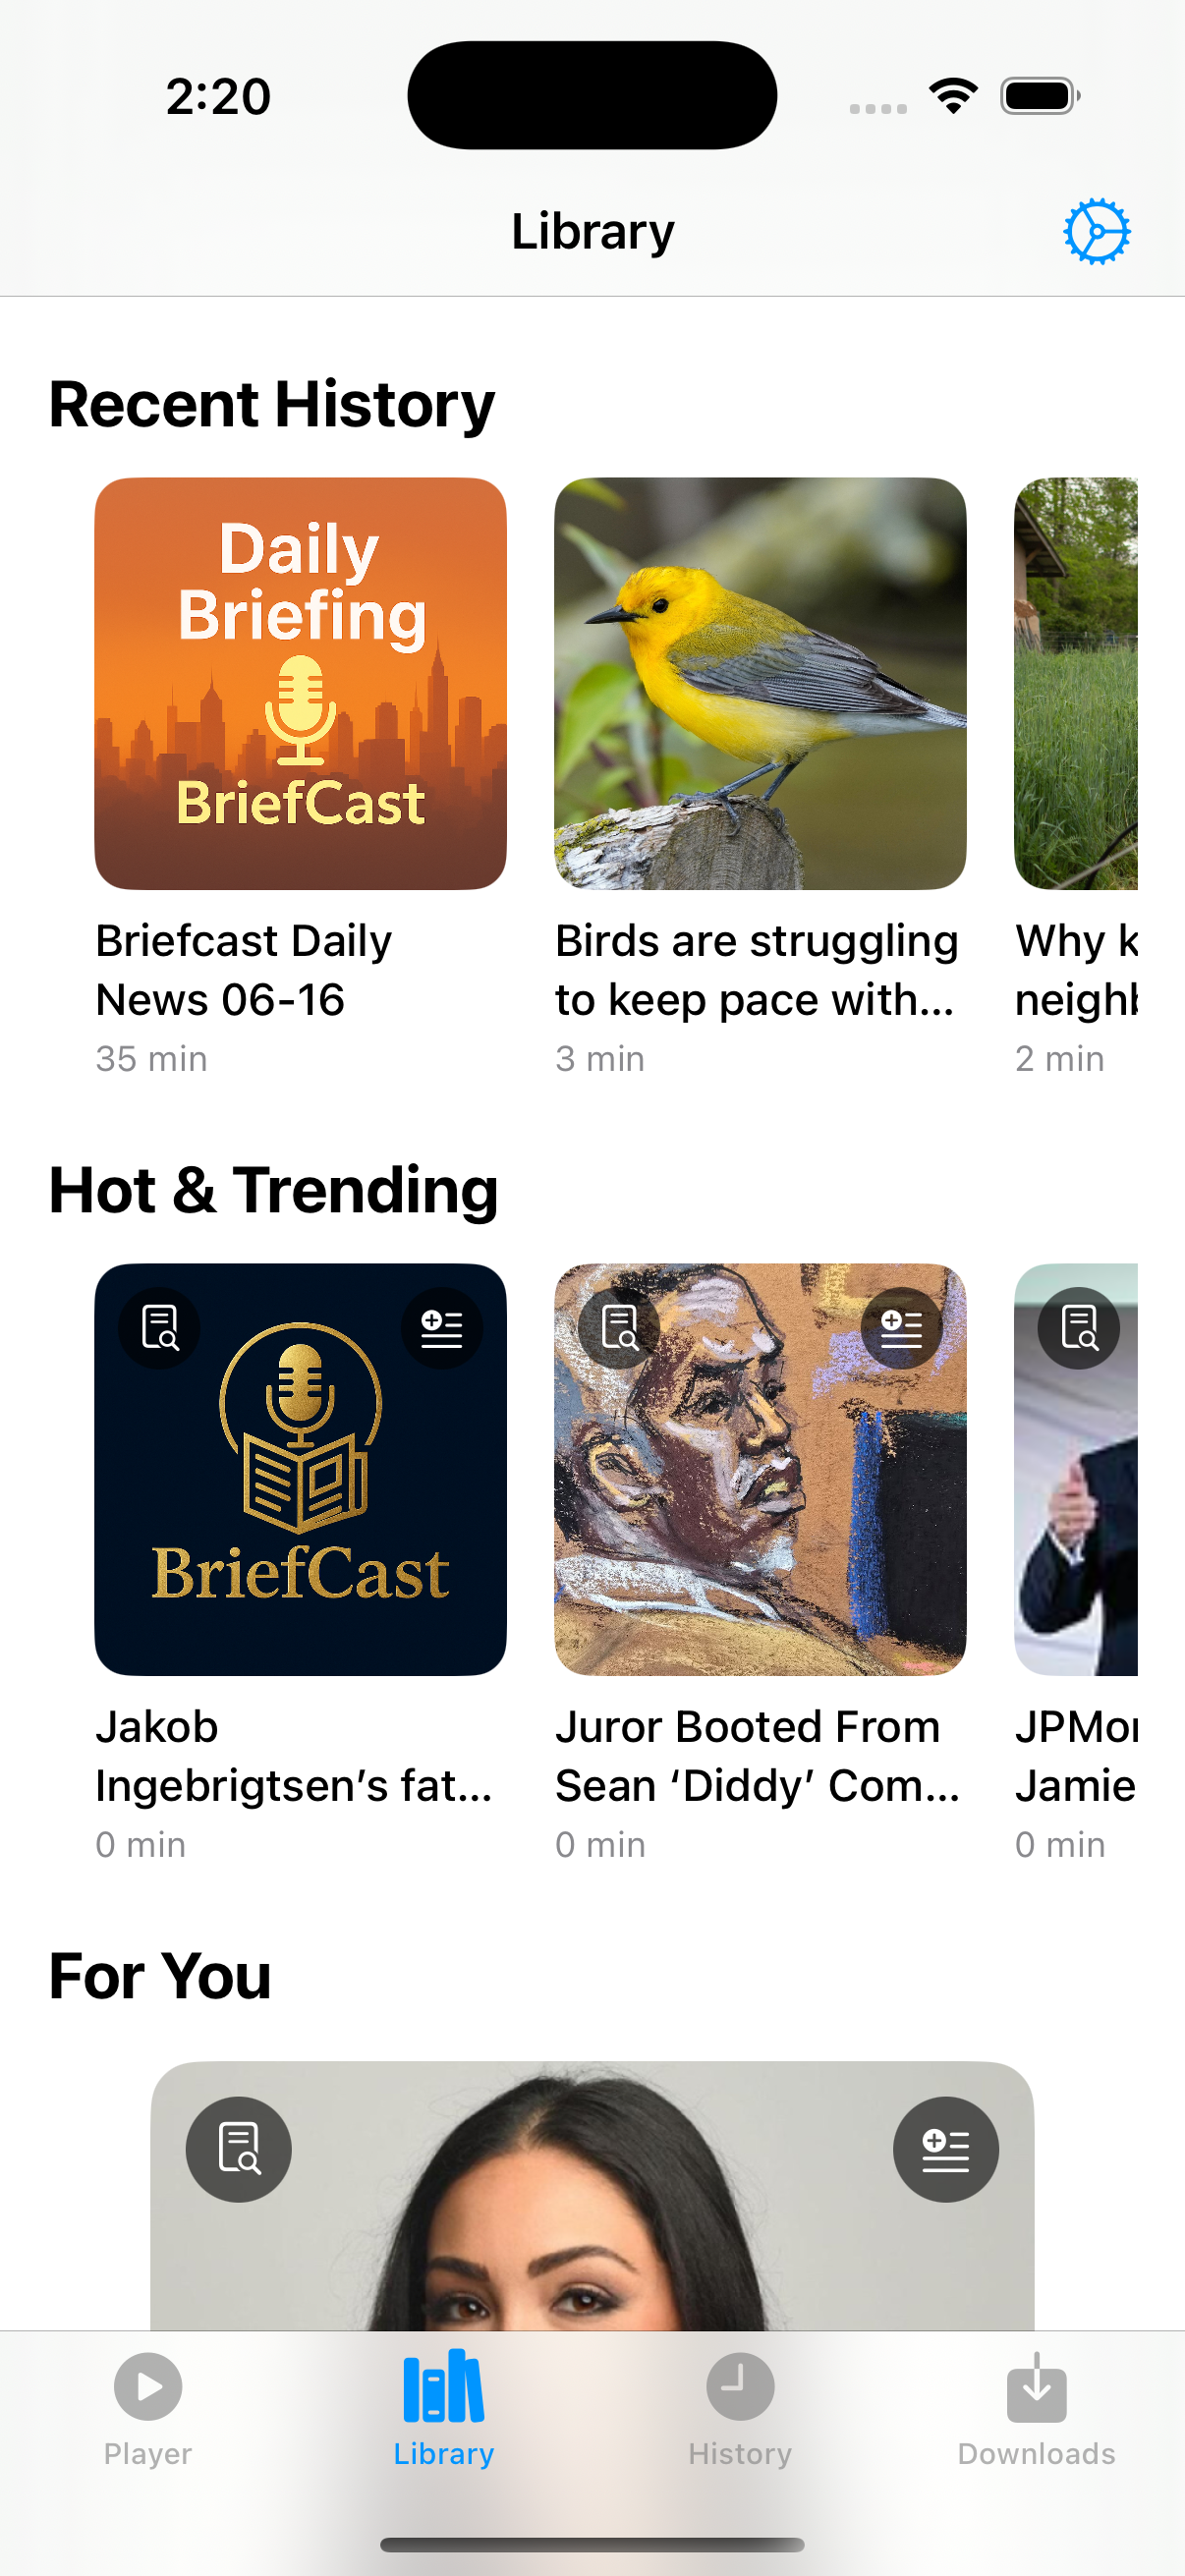 2:20
Library
Recent History
Daily
Briefing
BriefCast
Briefcast Daily
News 06-16
35 min
Birds are struggling
to keep pace with...
3 min
Why k
neighb
2 min
Hot & Trending
BriefCast
Jakob
Ingebrigtsen’s fat...
0 min
Juror Booted From
Sean ‘Diddy’ Com...
0 min
JPMor
Jamie
0 min
For You
Player
Library
History
Downloads